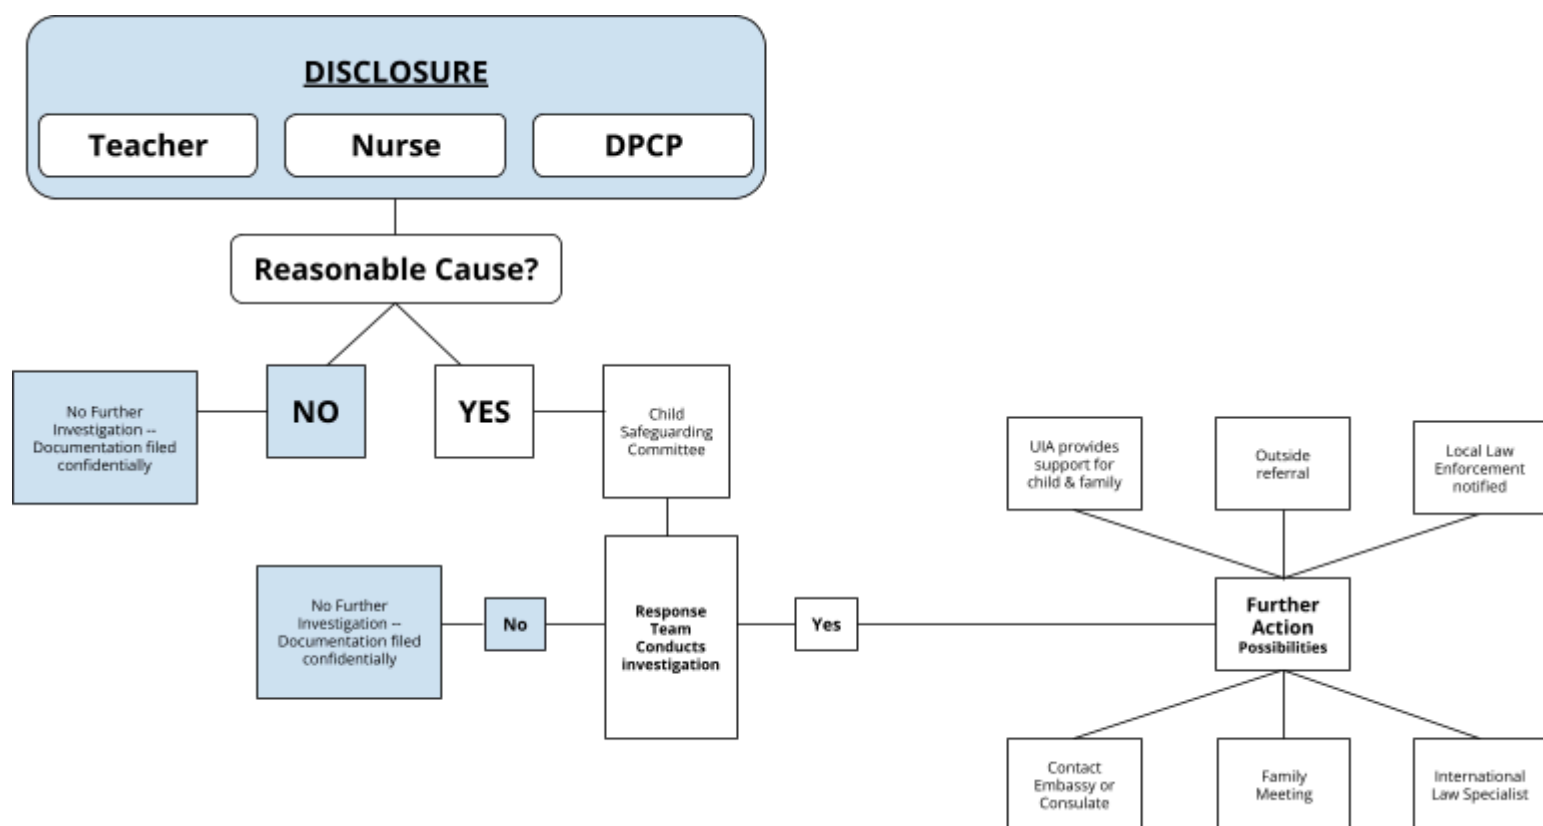 DISCLOSURE
Teacher
Nurse
DPCP
Reasonable Cause?
No Further
Investigation --
Documentation filed
confidentially
NO
YES
Child
Safeguarding
Committee
UIA provides
support for
child & family
Outside
referral
Local Law
Enforcement
notified
No Further
Investigation --
Documentation filed
confidentially
No
Response
Team
Conducts
investigation
Yes
Further
Action
Possibilities
Contact
Embassy or
Consulate
Family
Meeting
International
Law Specialist